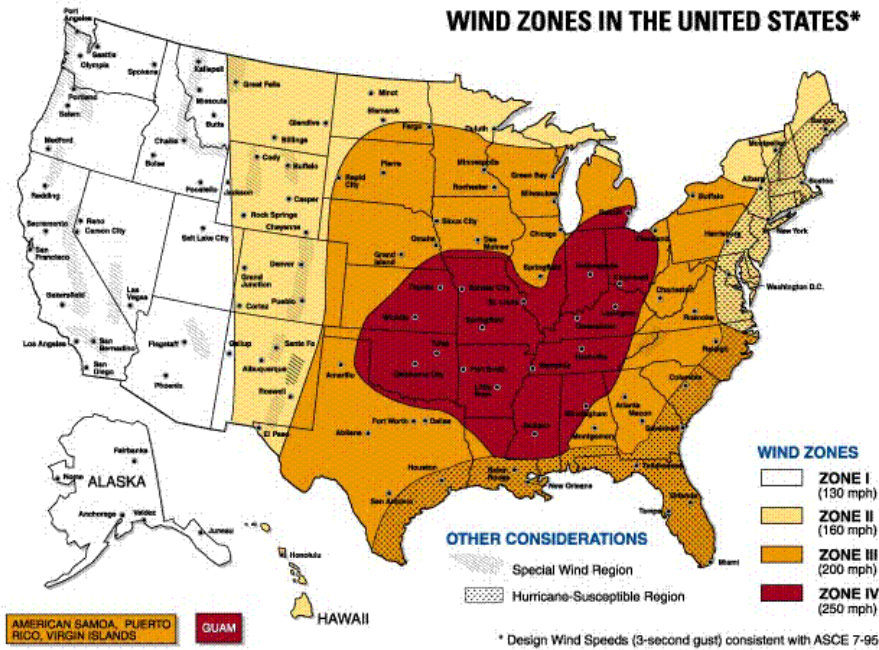 WIND ZONES IN THE UNITED STATES*
Port
Angeles
Seattle
Olympia
Spokane
Kalispell
Great Falls
Minot
Bismarck
Portland
Salem
Missoula
Butte
Glendive
Billings
Fargo
Duluth
Bangor
Montpelier
Medford
Challis
Boise
Cody
Buffalo
Pierre
Rapid
City
Minneapolis
Rochester
Green Bay
Milwaukee
Albany
Boston
Buffalo
Redding
Pocatello
Jackson
Casper
Rock Springs
Cheyenne
Sioux City
Omaha
Des
Moines
Chicago
Cleveland
Harrisburg
New York
Sacramento
Reno
Carson City
San
Francisco
Salt Lake City
Grand
Junction
Denver
Grand
Island
Springfield
Washington D.C.
Bakersfield
Las
Vegas
Cortez
Pueblo
Topeka
Kansas City
St. Louis
Charleston
Roanoke
Wichita
Springfield
Los Angeles
San
Bernadino
San
Diego
Flagstaff
Gallup
Santa Fe
Albuquerque
Roswell
Phoenix
Amarillo
Tulsa
Oklahoma City
Fort Smith
Little
Rock
Memphis
Nashville
Raleigh
Columbia
Atlanta
Macon
Birmingham
Montgomery
Savannah
El Paso
Abilene
Fort Worth
Dallas
Jackson
Houston
San Antonio
Baton
Rouge
New Orleans
Tallahassee
Orlando
Tampa
Miami
Fairbanks
Nome
ALASKA
Anchorage
Valdez
Juneau
Honolulu
HAWAII
WIND ZONES
ZONE I
(130 mph)
ZONE II
(160 mph)
ZONE III
(200 mph)
ZONE IV
(250 mph)
OTHER CONSIDERATIONS
Special Wind Region
Hurricane-Susceptible Region
AMERICAN SAMOA, PUERTO
RICO, VIRGIN ISLANDS
GUAM
* Design Wind Speeds (3-second gust) consistent with ASCE 7-95